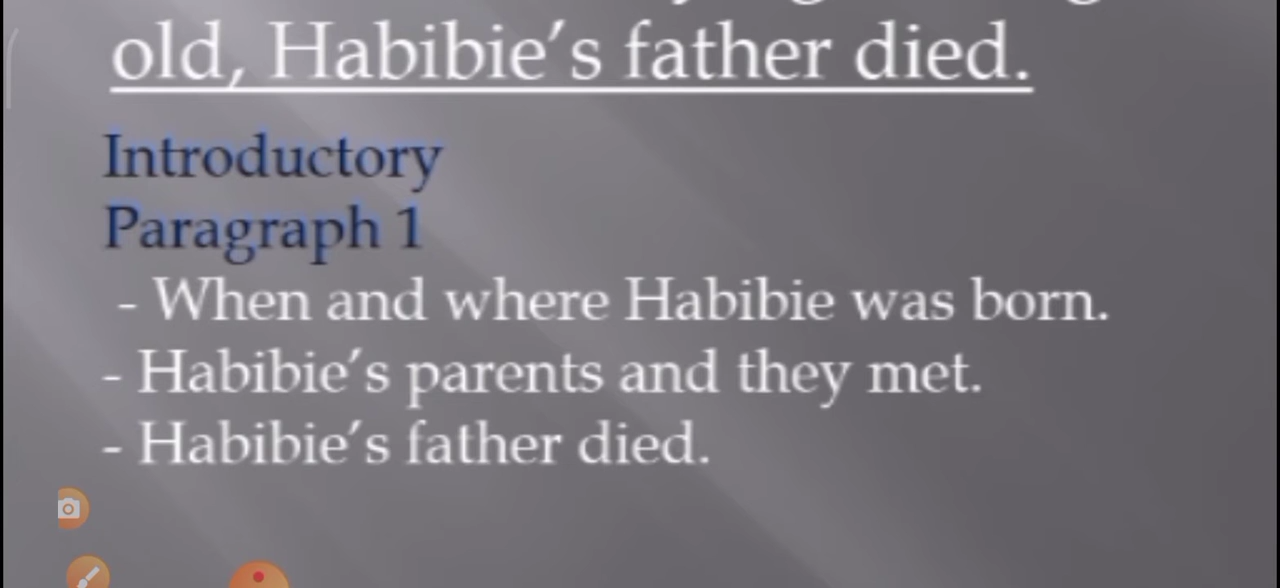 old, Habibie's father died.
Introductory
Paragraph 1
- When and where Habibie was born.
- Habibie's parents and they met.
- Habibie's father died.